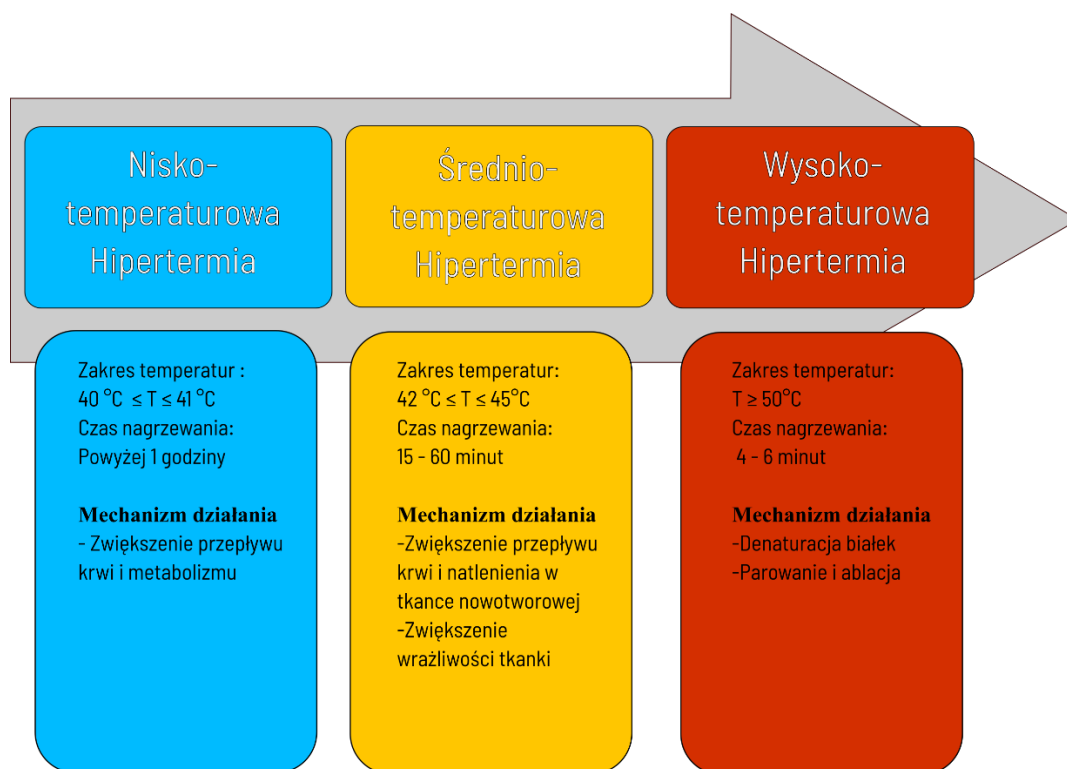 Nisko-
temperaturowa
Hipertermia
Średnio-
temperaturowa
Hipertermia
Wysoko-
temperaturowa
Hipertermia
Zakres temperatur :
40 °C ≤ T ≤ 41 °C
Czas nagrzewania:
Powyżej 1 godziny
Mechanizm działania
- Zwiększenie przepływu
krwi i metabolizmu
Zakres temperatur:
42 °C ≤ T ≤ 45°C
Czas nagrzewania:
15 - 60 minut
Mechanizm działania
-Zwiększenie przepływu
krwi i natlenienia w
tkance nowotworowej
-Zwiększenie
wrażliwości tkanki
Zakres temperatur:
T ≥ 50°C
Czas nagrzewania:
4 - 6 minut
Mechanizm działania
-Denaturacja białek
-Parowanie i ablacja